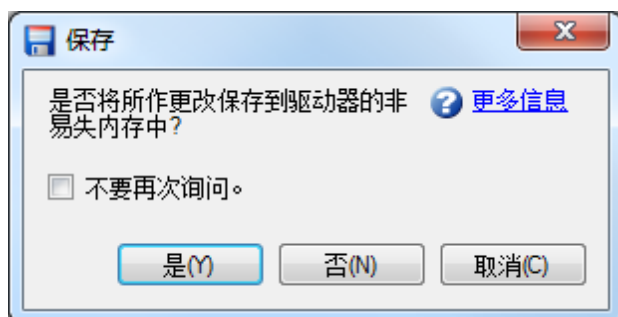 保存
是否将所作更改保存到驱动器的非
易失内存中?
更多信息
不要再次询问。
是(Y)
否(N)
取消(C)